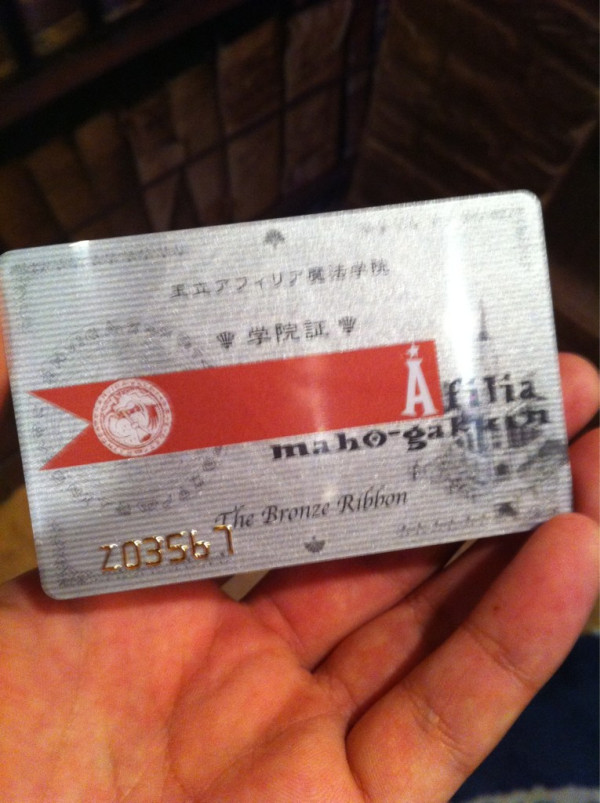 王立アフィリア魔法学院
学院証
Afilia
maho-gakuin
The Bronze Ribbon
Z03567